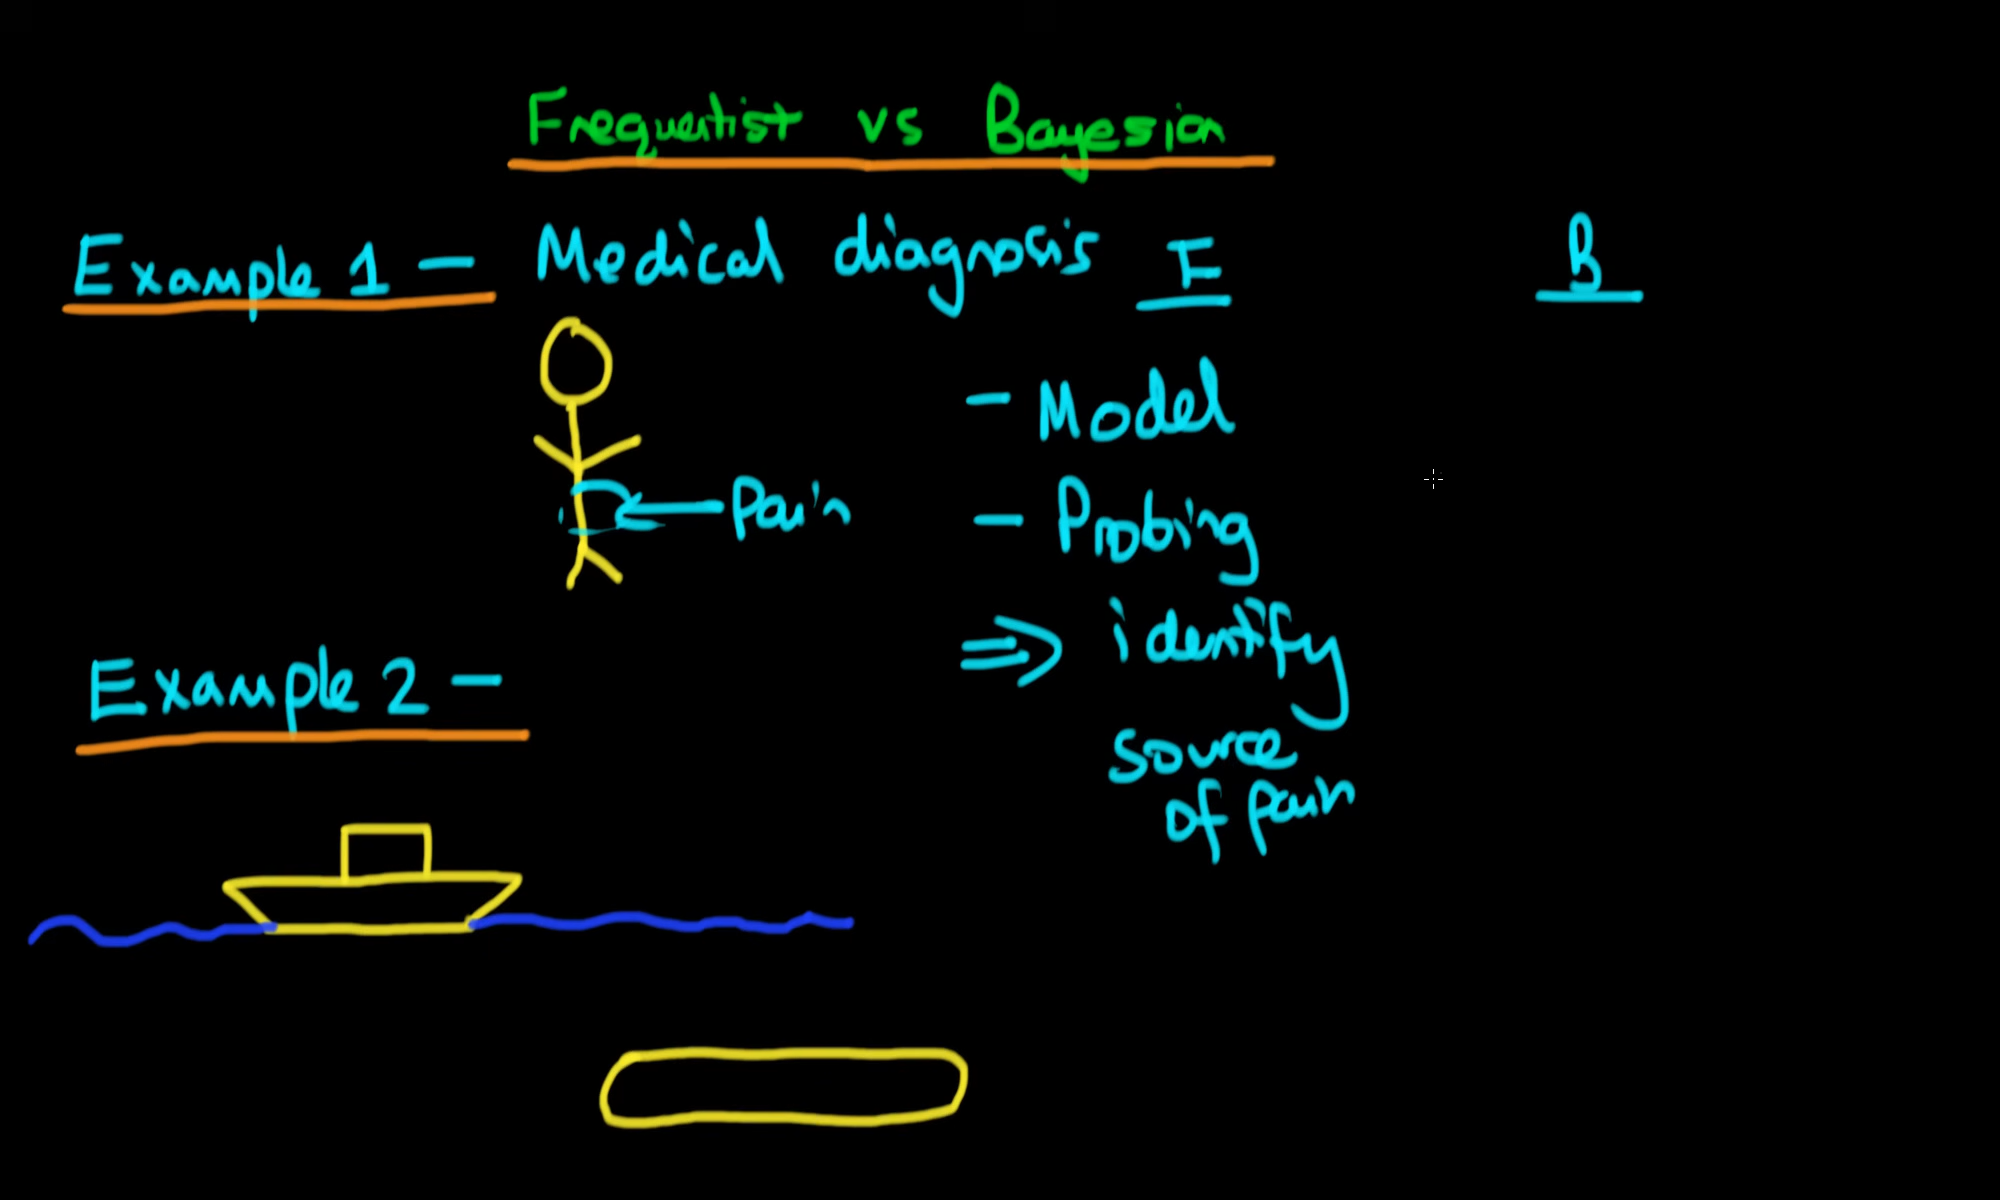 Frequentist vs Bayesian
Example 1 - Medical diagnosis
F
B
- Model
Pain
- Probing
⇒ identify
source
of pain
Example 2 -